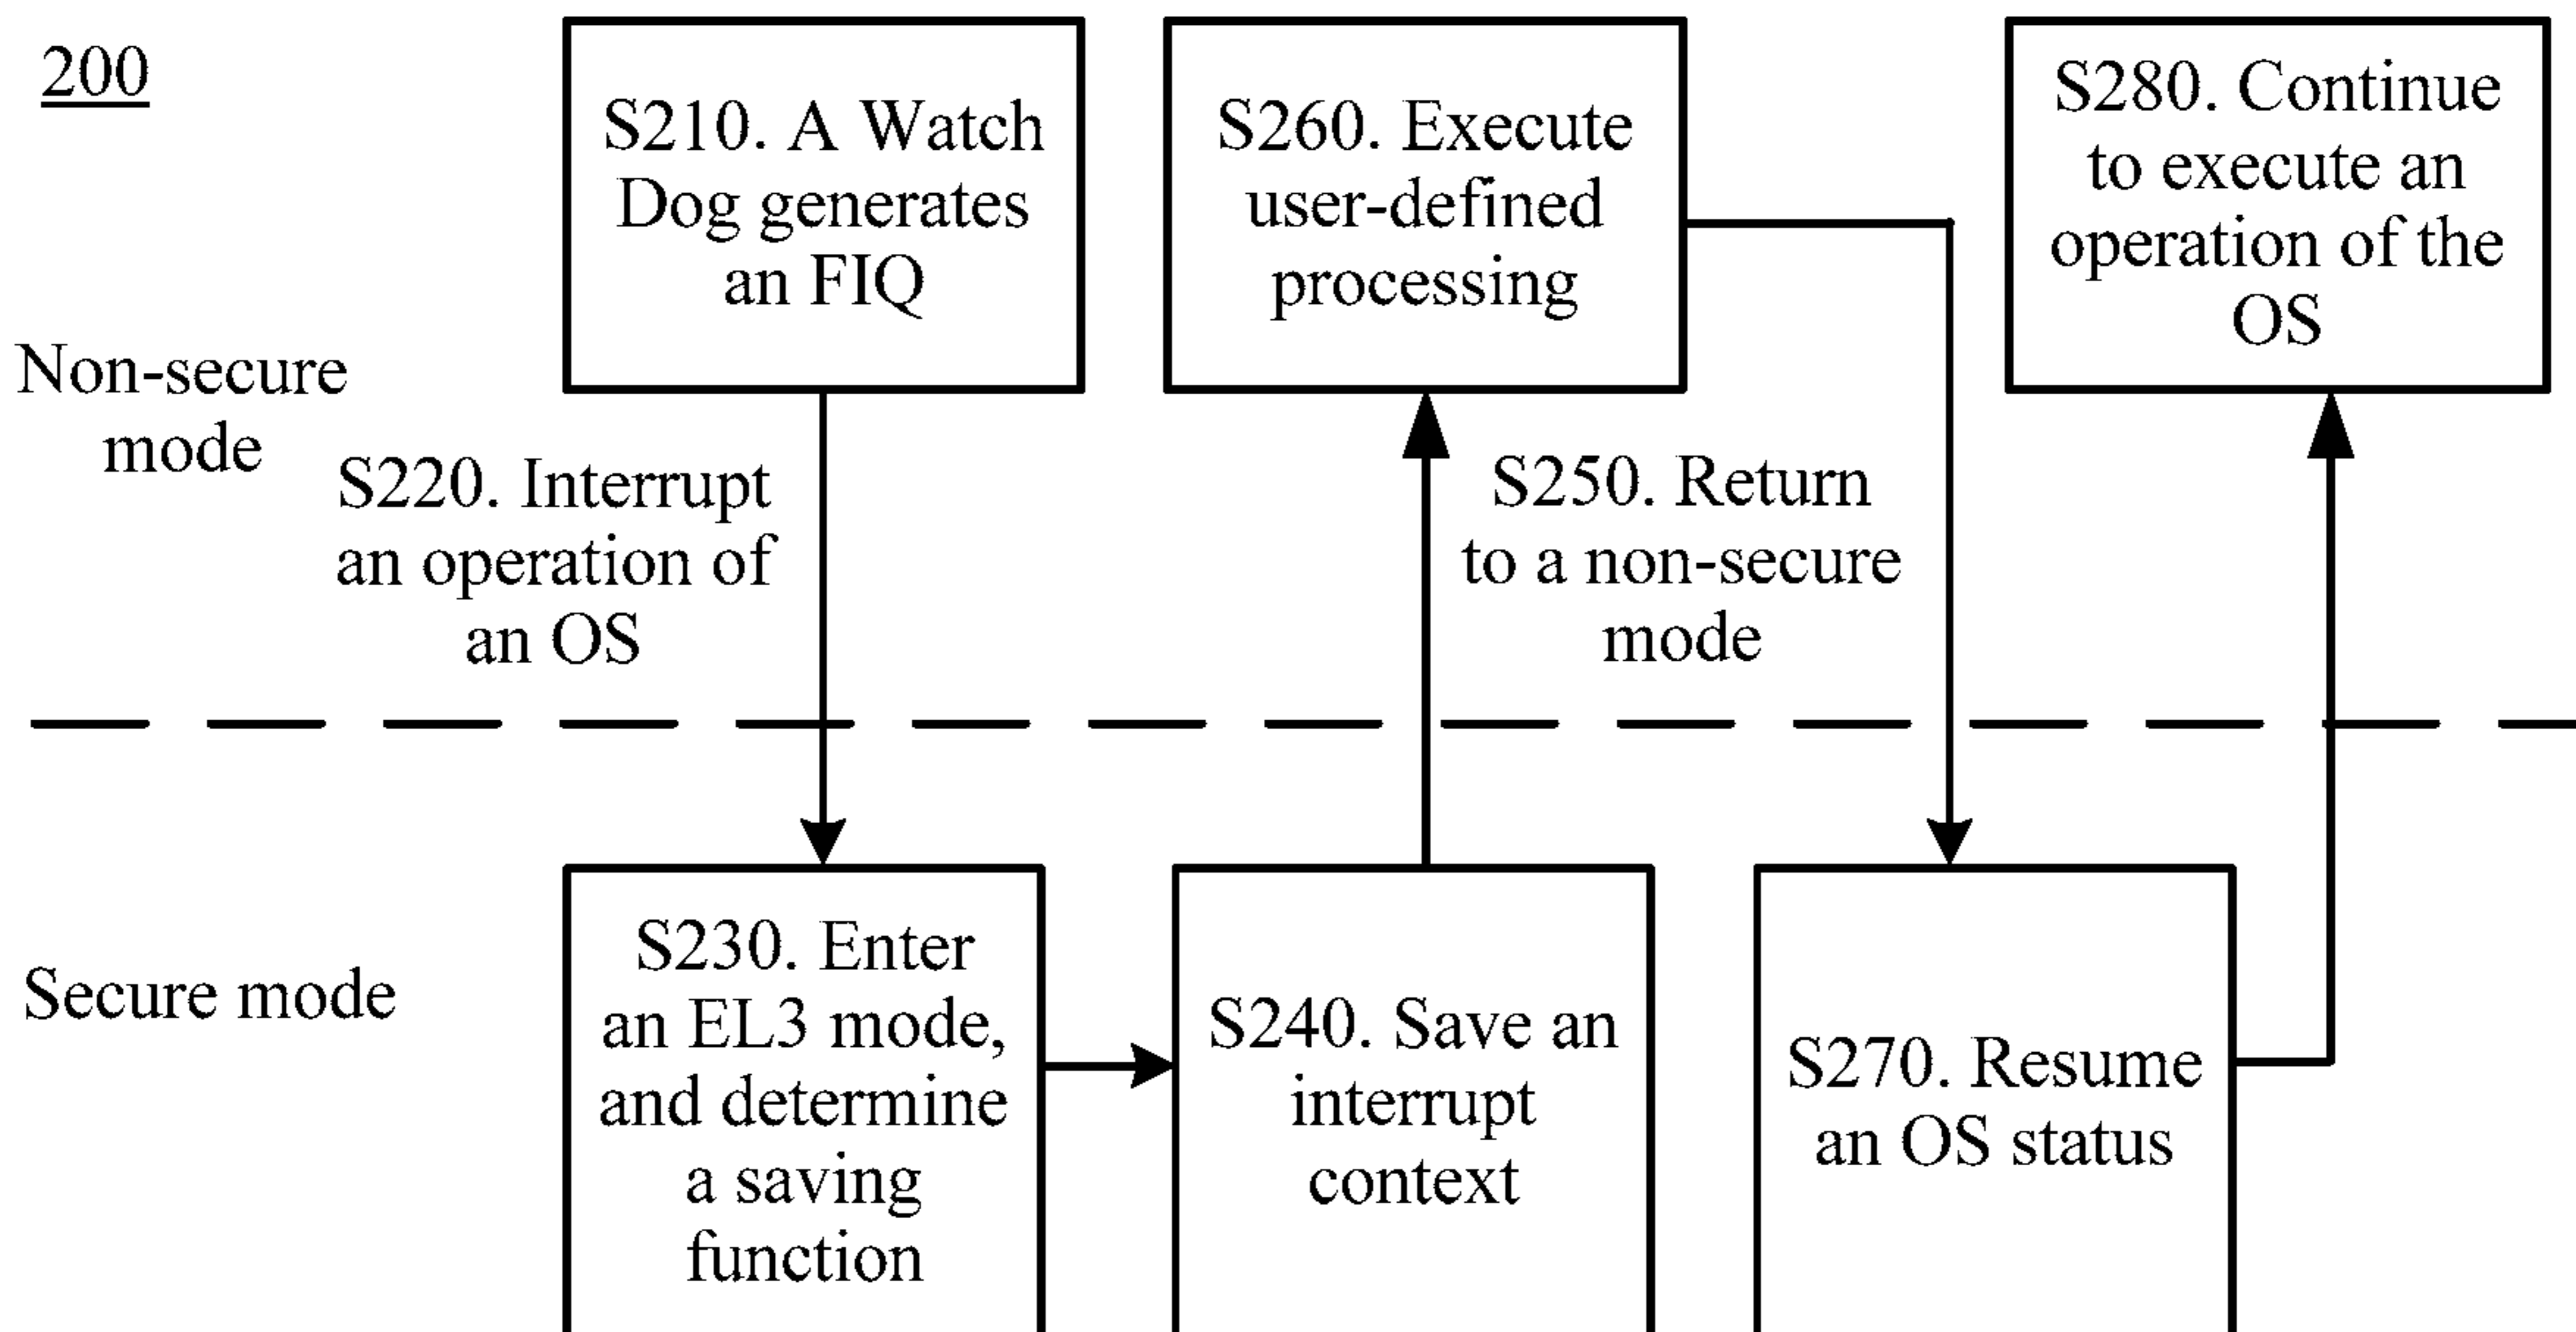 200
S210. A Watch
Dog generates
an FIQ
S260. Execute
user-defined
processing
S280. Continue
to execute an
operation of the
OS
Non-secure
mode
S220. Interrupt
an operation of
an OS
S250. Return
to a non-secure
mode
Secure mode
S230. Enter
an EL3 mode,
and determine
a saving
function
S240. Save an
interrupt
context
S270. Resume
an OS status